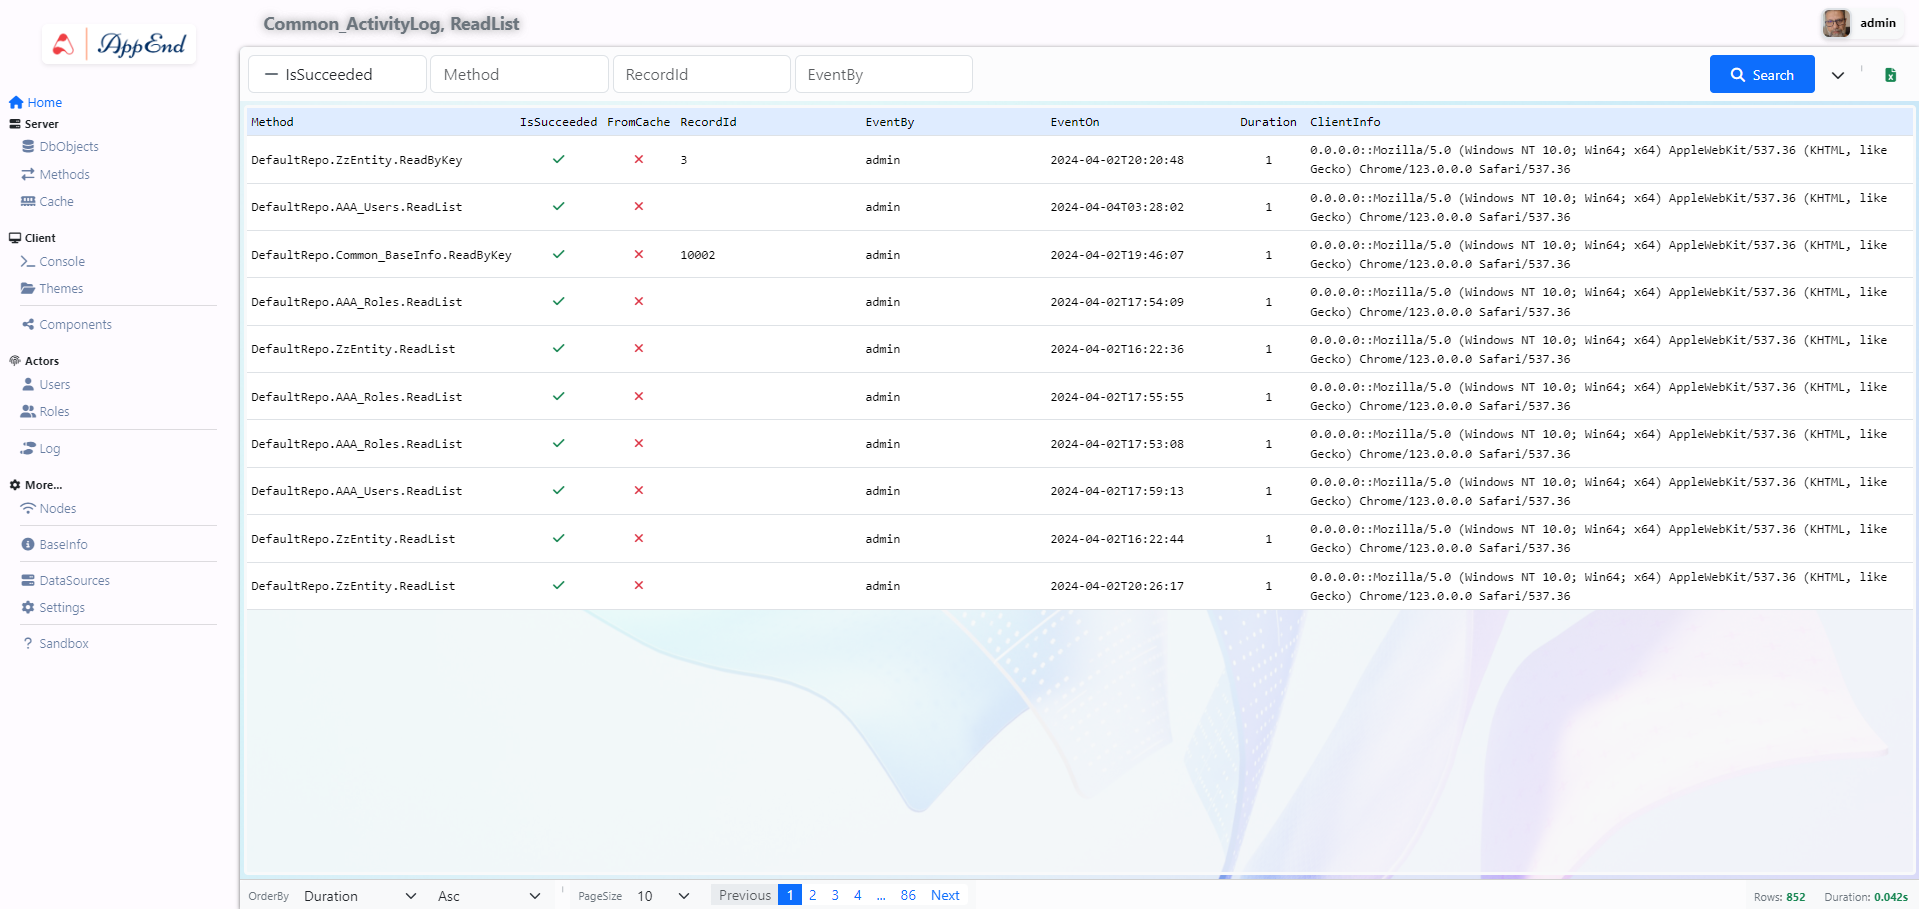 AppEnd
Common_ActivityLog, ReadList
admin
Home
Server
DbObjects
Methods
Cache
Client
Console
Themes
Components
Actors
Users
Roles
Log
More...
Nodes
BaseInfo
DataSources
Settings
? Sandbox
IsSucceeded Method RecordId EventBy Search
Method IsSucceeded FromCache RecordId EventBy EventOn Duration ClientInfo
DefaultRepo.ZzEntity.ReadByKey 3 admin 2024-04-02T20:20:48 1 0.0.0.0::Mozilla/5.0 (Windows NT 10.0; Win64; x64) AppleWebKit/537.36 (KHTML, like
Gecko) Chrome/123.0.0.0 Safari/537.36
DefaultRepo.AAA_Users.ReadList admin 2024-04-04T03:28:02 1 0.0.0.0::Mozilla/5.0 (Windows NT 10.0; Win64; x64) AppleWebKit/537.36 (KHTML, like
Gecko) Chrome/123.0.0.0 Safari/537.36
DefaultRepo.Common_BaseInfo.ReadByKey 10002 admin 2024-04-02T19:46:07 1 0.0.0.0::Mozilla/5.0 (Windows NT 10.0; Win64; x64) AppleWebKit/537.36 (KHTML, like
Gecko) Chrome/123.0.0.0 Safari/537.36
DefaultRepo.AAA_Roles.ReadList admin 2024-04-02T17:54:09 1 0.0.0.0::Mozilla/5.0 (Windows NT 10.0; Win64; x64) AppleWebKit/537.36 (KHTML, like
Gecko) Chrome/123.0.0.0 Safari/537.36
DefaultRepo.ZzEntity.ReadList admin 2024-04-02T16:22:36 1 0.0.0.0::Mozilla/5.0 (Windows NT 10.0; Win64; x64) AppleWebKit/537.36 (KHTML, like
Gecko) Chrome/123.0.0.0 Safari/537.36
DefaultRepo.AAA_Roles.ReadList admin 2024-04-02T17:55:55 1 0.0.0.0::Mozilla/5.0 (Windows NT 10.0; Win64; x64) AppleWebKit/537.36 (KHTML, like
Gecko) Chrome/123.0.0.0 Safari/537.36
DefaultRepo.AAA_Roles.ReadList admin 2024-04-02T17:53:08 1 0.0.0.0::Mozilla/5.0 (Windows NT 10.0; Win64; x64) AppleWebKit/537.36 (KHTML, like
Gecko) Chrome/123.0.0.0 Safari/537.36
DefaultRepo.AAA_Users.ReadList admin 2024-04-02T17:59:13 1 0.0.0.0::Mozilla/5.0 (Windows NT 10.0; Win64; x64) AppleWebKit/537.36 (KHTML, like
Gecko) Chrome/123.0.0.0 Safari/537.36
DefaultRepo.ZzEntity.ReadList admin 2024-04-02T16:22:44 1 0.0.0.0::Mozilla/5.0 (Windows NT 10.0; Win64; x64) AppleWebKit/537.36 (KHTML, like
Gecko) Chrome/123.0.0.0 Safari/537.36
DefaultRepo.ZzEntity.ReadList admin 2024-04-02T20:26:17 1 0.0.0.0::Mozilla/5.0 (Windows NT 10.0; Win64; x64) AppleWebKit/537.36 (KHTML, like
Gecko) Chrome/123.0.0.0 Safari/537.36
OrderBy Duration Asc PageSize 10 Previous 1 2 3 4 ... 86 Next Rows: 852 Duration: 0.042s